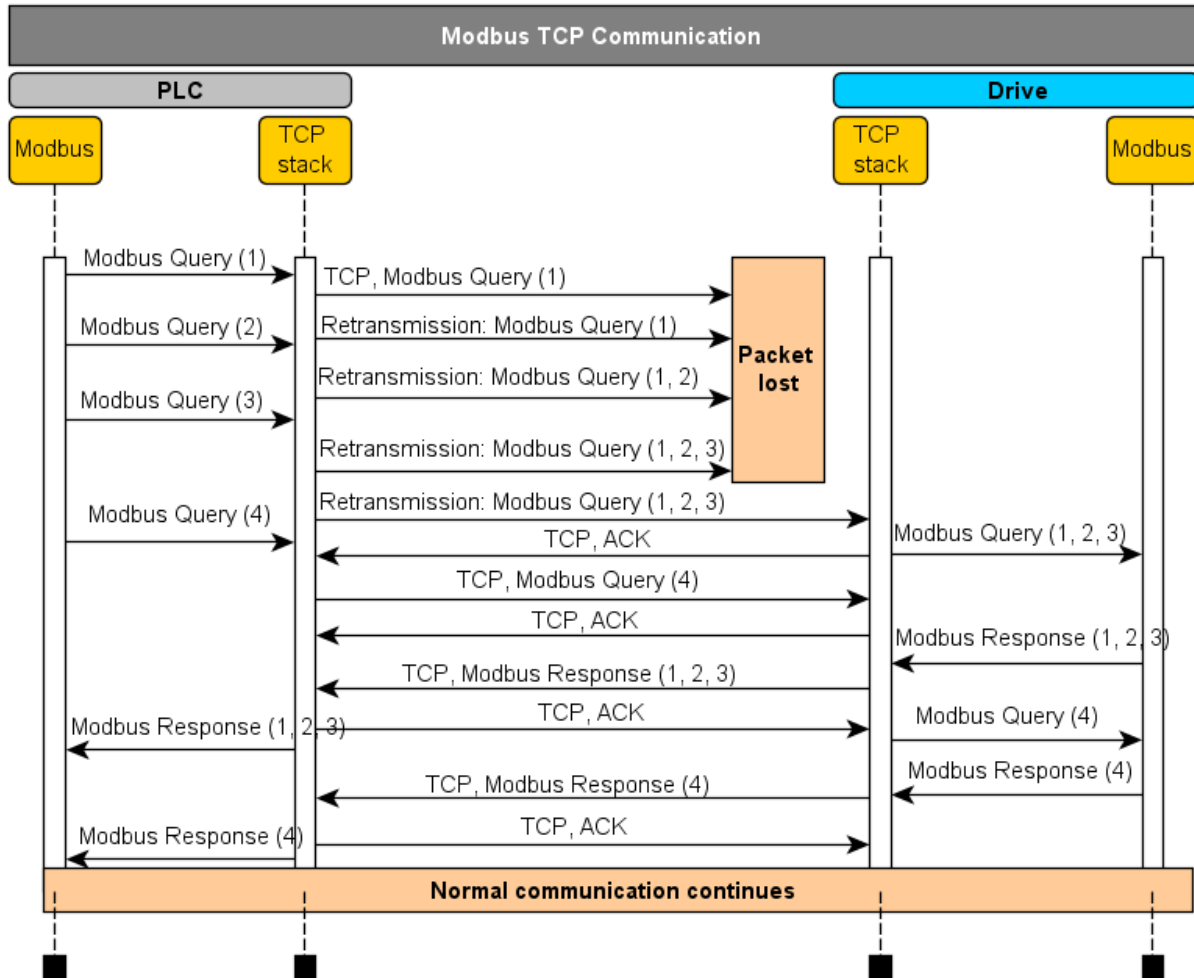 Modbus TCP Communication
PLC
Drive
Modbus
TCP
stack
TCP
stack
Modbus
Modbus Query (1)
TCP, Modbus Query (1)
Modbus Query (2)
Retransmission: Modbus Query (1)
Packet
lost
Retransmission: Modbus Query (1, 2)
Modbus Query (3)
Retransmission: Modbus Query (1, 2, 3)
Retransmission: Modbus Query (1, 2, 3)
Modbus Query (4)
TCP, ACK
Modbus Query (1, 2, 3)
TCP, Modbus Query (4)
TCP, ACK
Modbus Response (1, 2, 3)
TCP, Modbus Response (1, 2, 3)
TCP, ACK
Modbus Query (4)
Modbus Response (1, 2, 3)
Modbus Response (4)
TCP, Modbus Response (4)
TCP, ACK
Modbus Response (4)
Normal communication continues